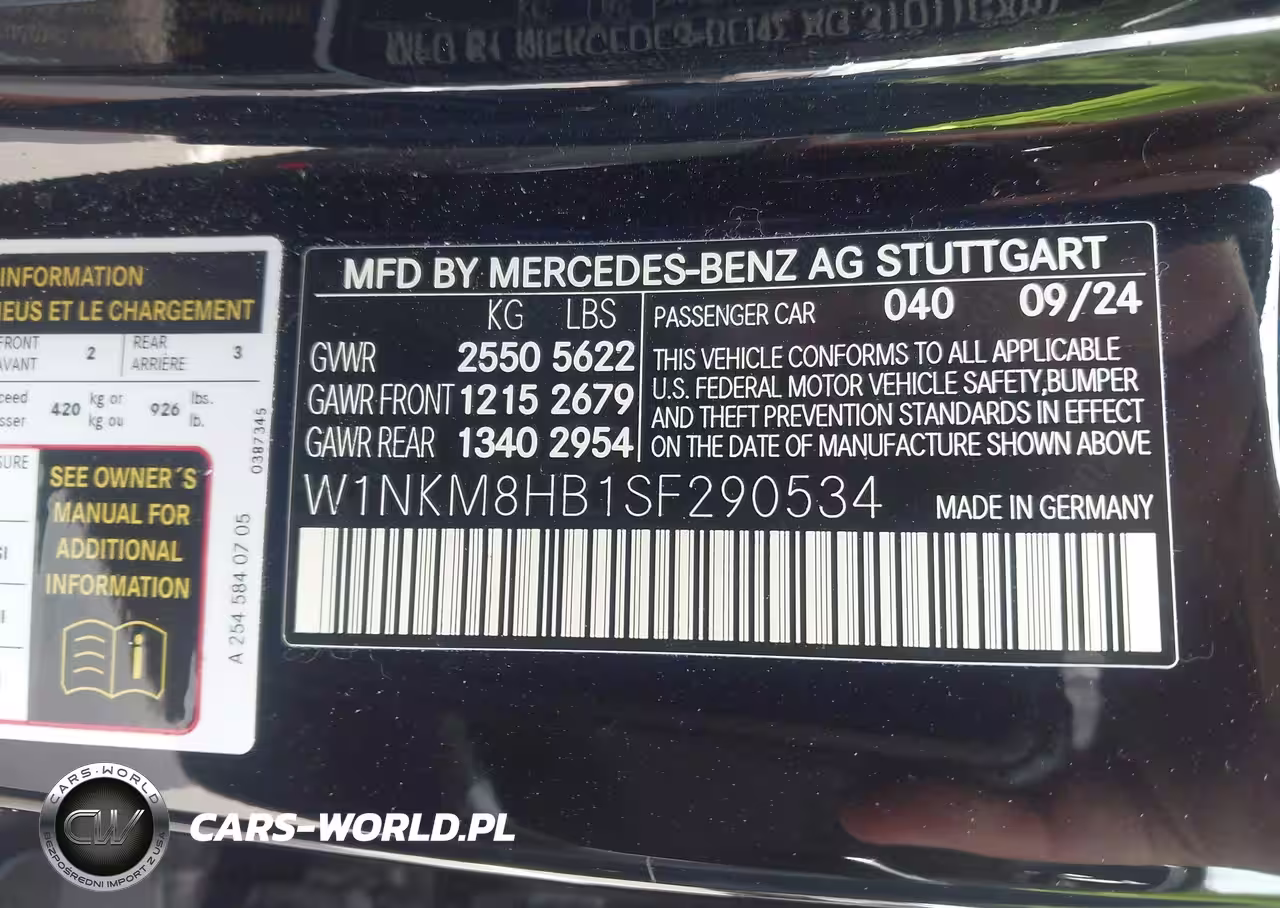 INFORMATION
EUS ET LE CHARGEMENT
FRONT
AVANT
2
REAR
ARRIÈRE
3
420
kg or
kg ou
926
lbs.
lb.
SEE OWNER´S
MANUAL FOR
ADDITIONAL
INFORMATION
i
0387345
A 254 584 07 05
MFD BY MERCEDES-BENZ AG STUTTGART
KG LBS
GVWR 2550 5622
GAWR FRONT 1215 2679
GAWR REAR 1340 2954
PASSENGER CAR 040 09/24
THIS VEHICLE CONFORMS TO ALL APPLICABLE
U.S. FEDERAL MOTOR VEHICLE SAFETY,BUMPER
AND THEFT PREVENTION STANDARDS IN EFFECT
ON THE DATE OF MANUFACTURE SHOWN ABOVE
W1NKM8HB1SF290534
MADE IN GERMANY
CARS-WORLD
CW
BEZPOŚREDNI IMPORT Z USA
CARS-WORLD.PL